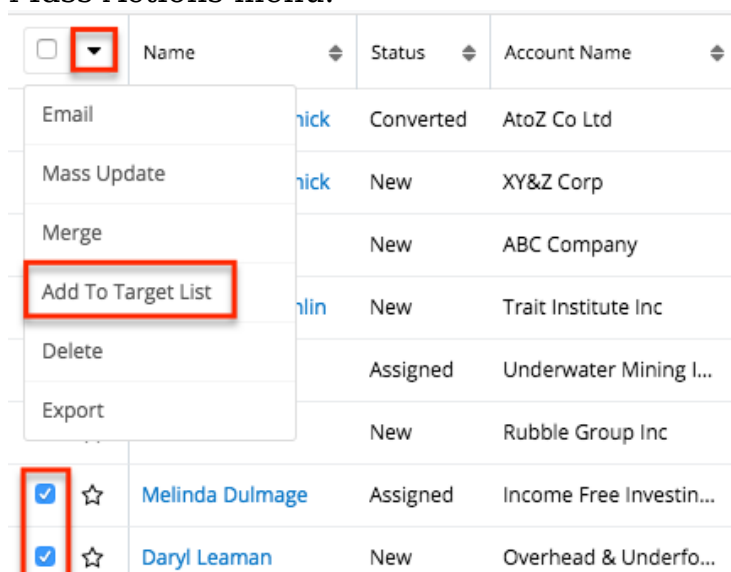 Mass Actions menu.
Name Status Account Name
Email
nick Converted AtoZ Co Ltd
Mass Update
nick New XY&Z Corp
Merge
New ABC Company
Add To Target List
nlin New Trait Institute Inc
Delete
Assigned Underwater Mining I...
Export
New Rubble Group Inc
Melinda Dulmage Assigned Income Free Investin...
Daryl Leaman New Overhead & Underfo...